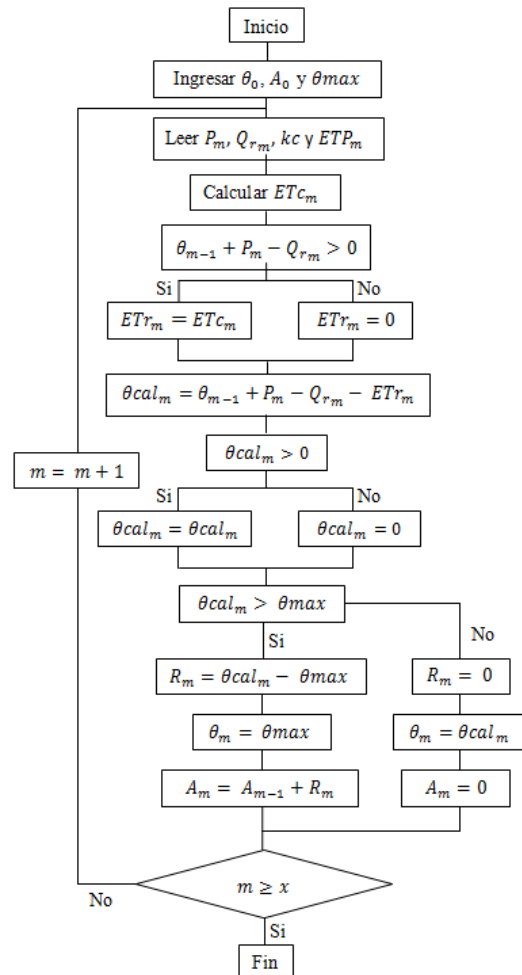 Inicio
Ingresar θ₀, A₀ y θmax
Leer Pₘ, Q_rₘ, kc y ETPₘ
Calcular ETcₘ
θₘ₋₁ + Pₘ − Q_rₘ > 0
Si No
ETrₘ = ETcₘ ETrₘ = 0
θcalₘ = θₘ₋₁ + Pₘ − Q_rₘ − ETrₘ
θcalₘ > 0
m = m + 1
Si No
θcalₘ = θcalₘ θcalₘ = 0
θcalₘ > θmax
Si No
Rₘ = θcalₘ − θmax Rₘ = 0
θₘ = θmax θₘ = θcalₘ
Aₘ = Aₘ₋₁ + Rₘ Aₘ = 0
m ≥ x
No
Si
Fin